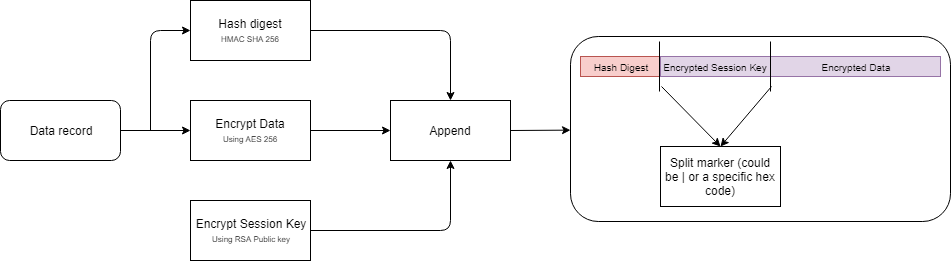 Hash digest
HMAC SHA 256
Data record
Encrypt Data
Using AES 256
Encrypt Session Key
Using RSA Public key
Append
Hash Digest
Encrypted Session Key
Encrypted Data
Split marker (could
be | or a specific hex
code)